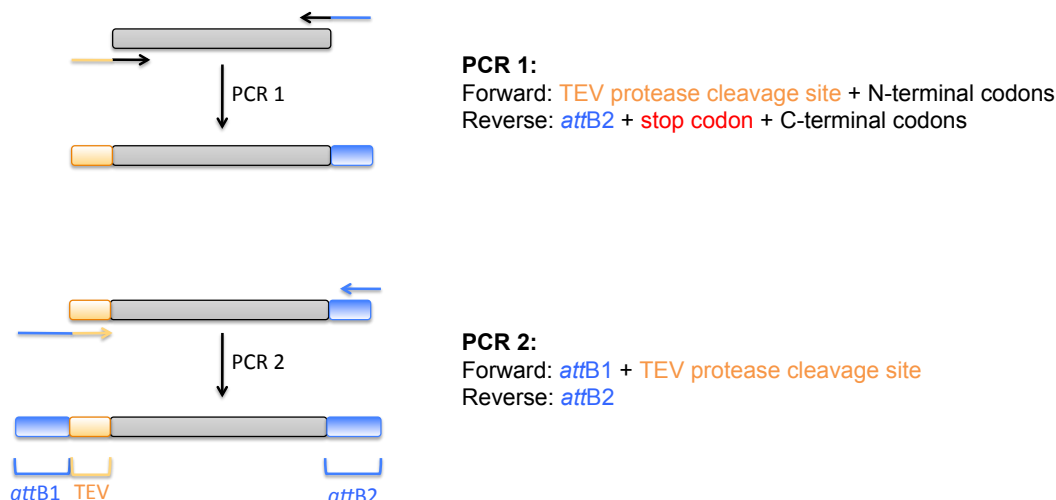 PCR 1
PCR 1:
Forward: TEV protease cleavage site + N-terminal codons
Reverse: attB2 + stop codon + C-terminal codons
PCR 2
PCR 2:
Forward: attB1 + TEV protease cleavage site
Reverse: attB2
attB1 TEV attB2